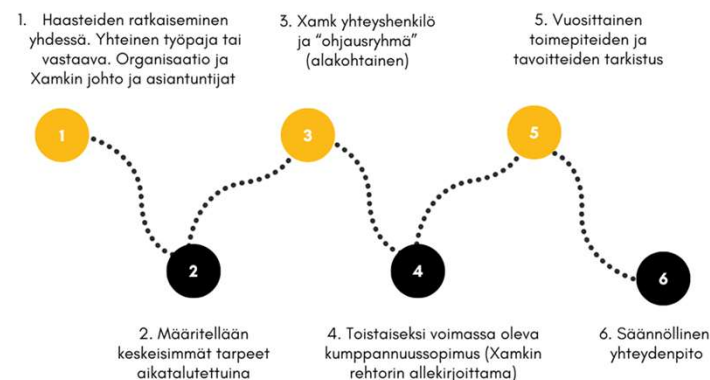 1. Haasteiden ratkaiseminen
yhdessä. Yhteinen työpaja tai
vastaava. Organisaatio ja
Xamkin johto ja asiantuntijat
3. Xamk yhteyshenkilö
ja “ohjausryhmä”
(alakohtainen)
5. Vuosittainen
toimepiteiden ja
tavoitteiden tarkistus
1
3
5
2
4
6
2. Määritellään
keskeisimmät tarpeet
aikatalutettuina
4. Toistaiseksi voimassa oleva
kumppannuussopimus (Xamkin
rehtorin allekirjoittama)
6. Säännöllinen
yhteydenpito